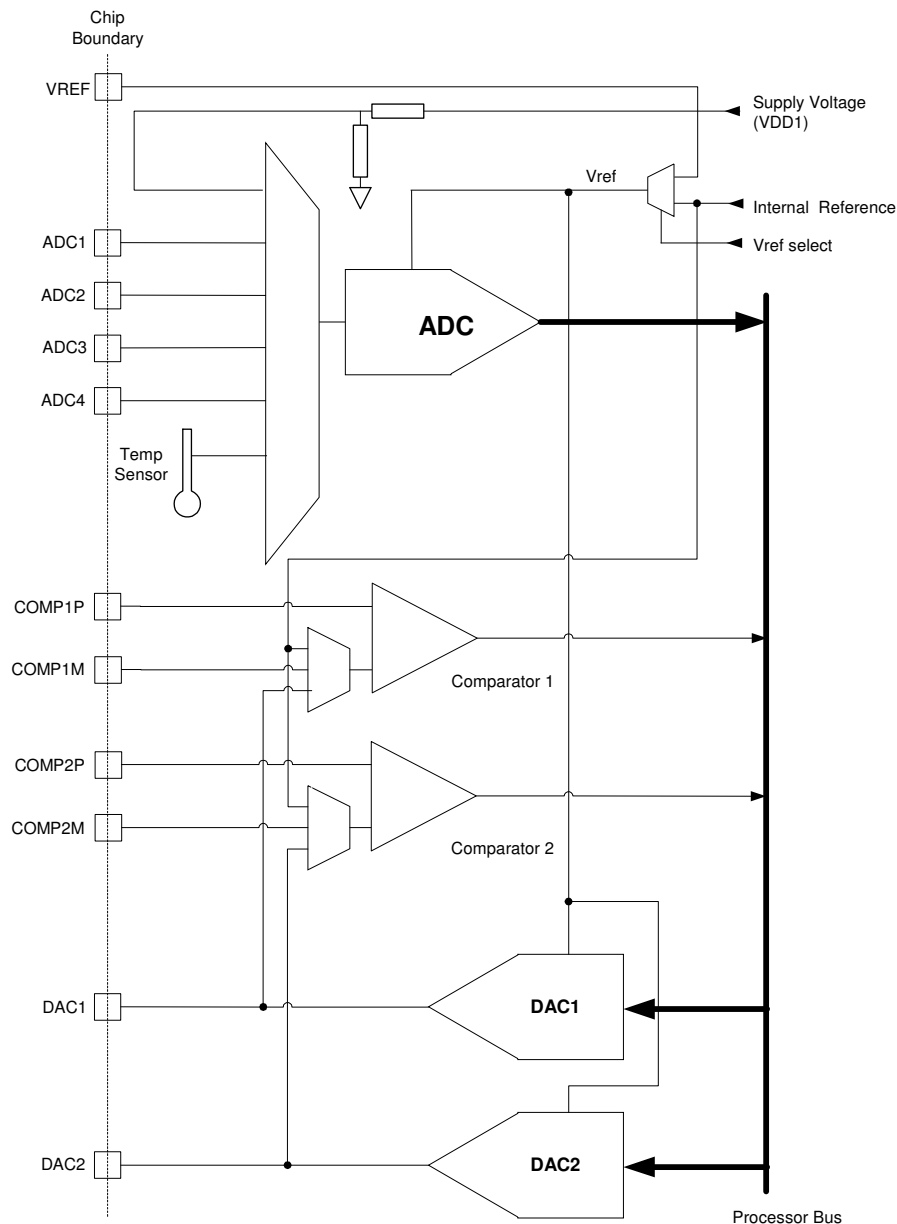 Chip
Boundary
VREF
Supply Voltage
(VDD1)
Vref
Internal Reference
Vref select
ADC1
ADC2
ADC3
ADC4
ADC
Temp
Sensor
COMP1P
COMP1M
Comparator 1
COMP2P
COMP2M
Comparator 2
DAC1
DAC1
DAC2
DAC2
Processor Bus